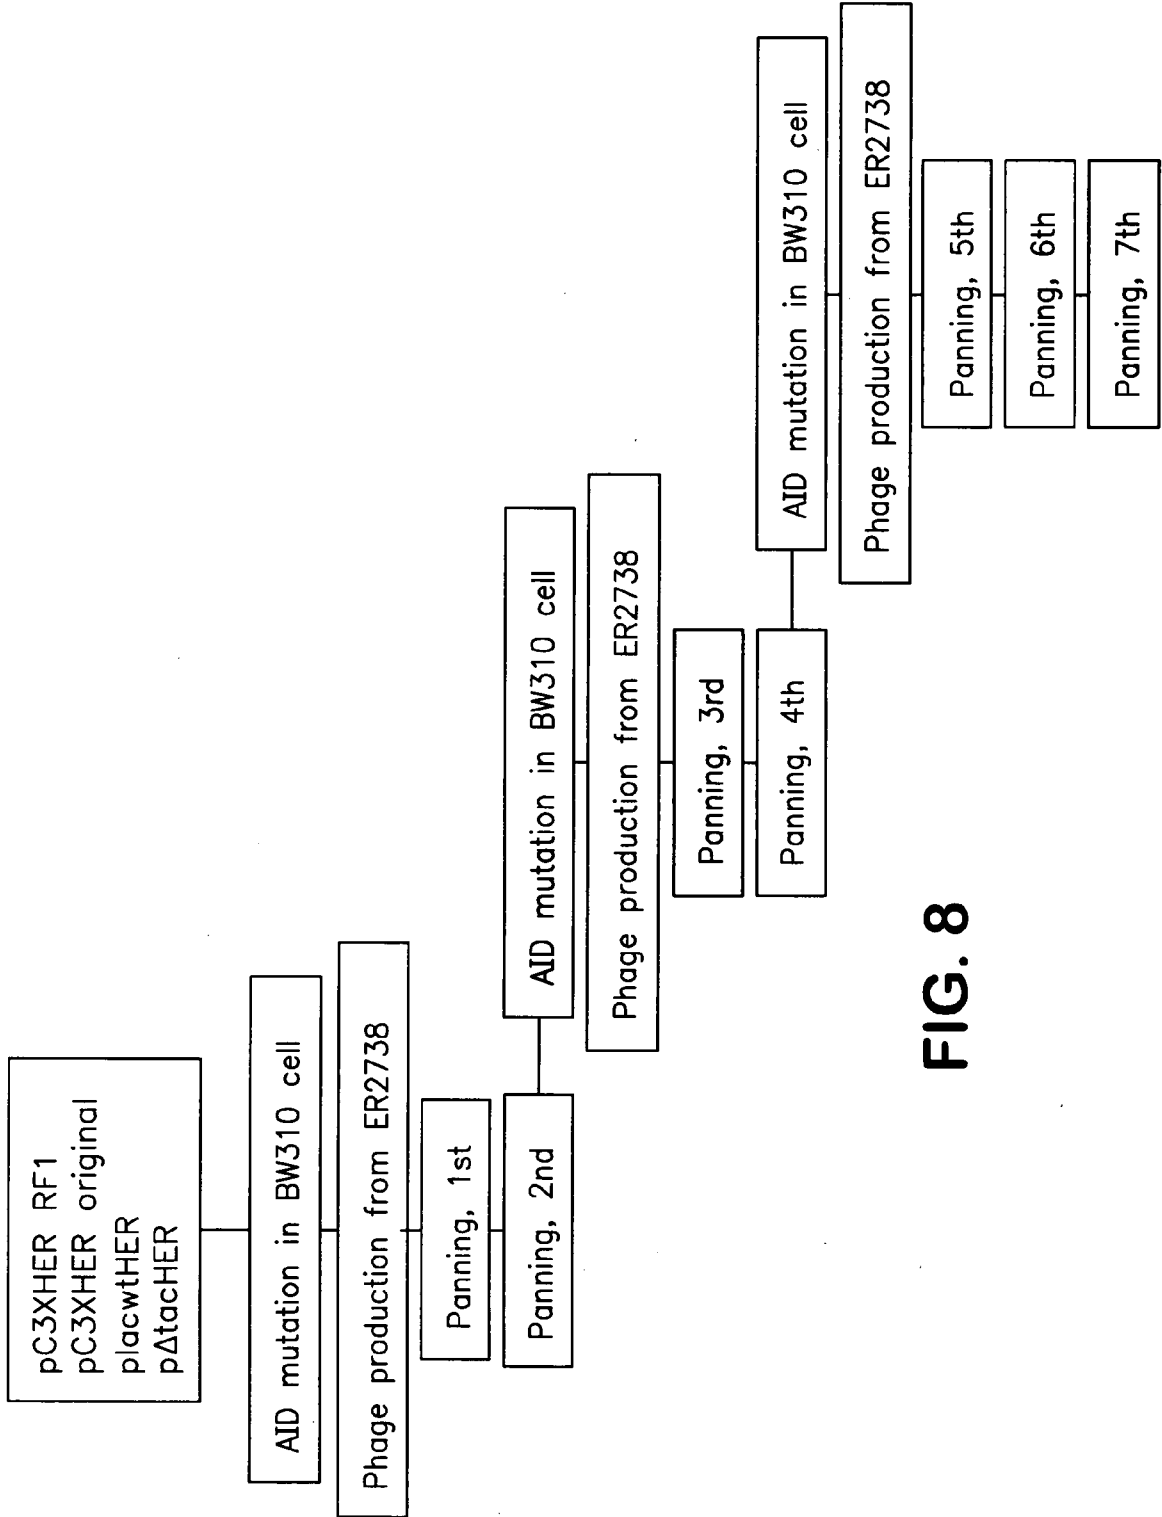 pC3XHER RF1
pC3XHER original
placwtHER
pΔtacHER
AID mutation in BW310 cell
Phage production from ER2738
Panning, 1st
Panning, 2nd
AID mutation in BW310 cell
Phage production from ER2738
Panning, 3rd
Panning, 4th
AID mutation in BW310 cell
Phage production from ER2738
Panning, 5th
Panning, 6th
Panning, 7th
FIG. 8